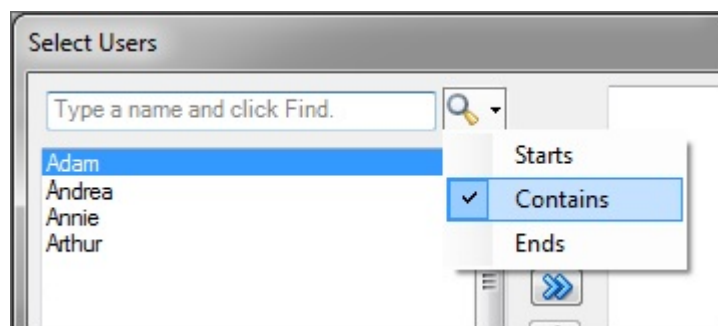 Select Users
Type a name and click Find.
Adam
Andrea
Annie
Arthur
Starts
Contains
Ends